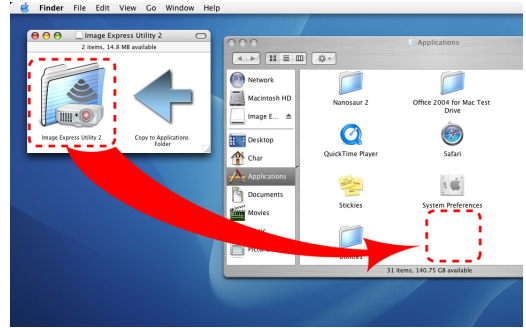 Finder File Edit View Go Window Help
Image Express Utility 2
2 items, 14.8 MB available
Image Express Utility 2
Copy to Applications
Folder
Applications
Network
Macintosh HD
Image E...
Desktop
Char
Applications
Documents
Movies
Nanosaur 2
Office 2004 for Mac Test
Drive
QuickTime Player
Safari
Stickies
System Preferences
31 items, 140.75 GB available